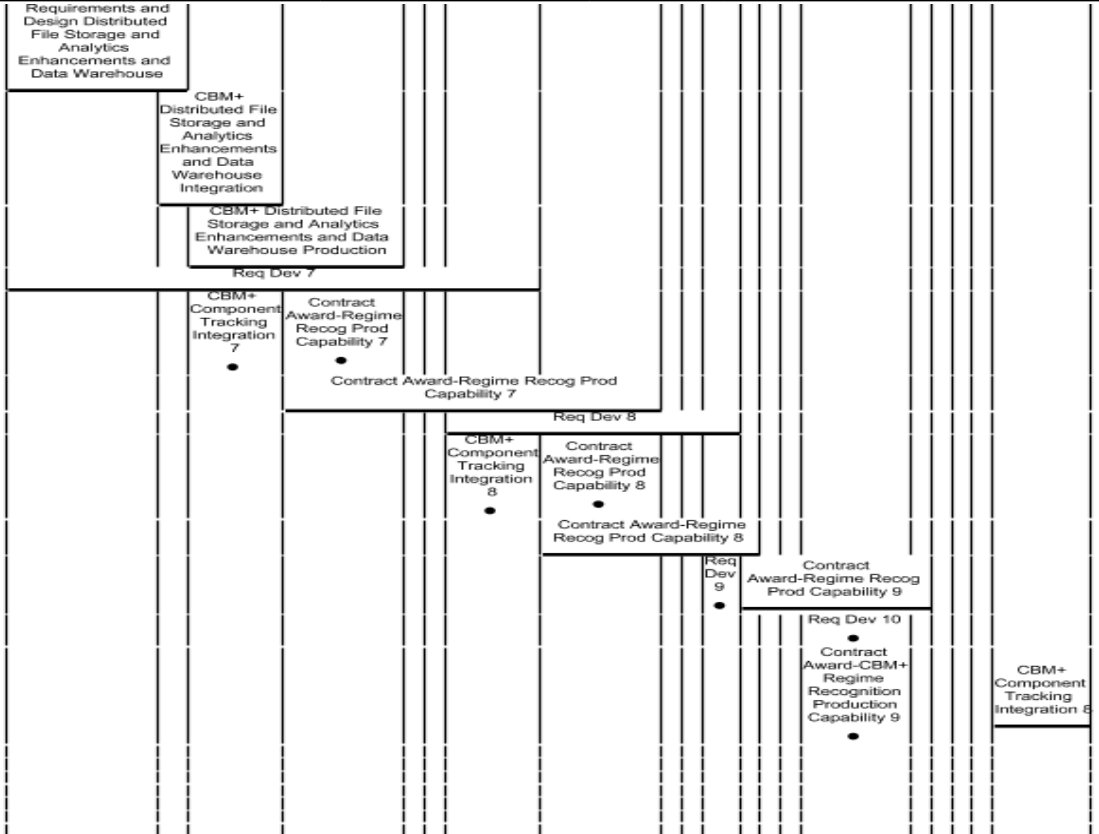 Requirements and
Design Distributed
File Storage and
Analytics
Enhancements and
Data Warehouse
CBM+
Distributed File
Storage and
Analytics
Enhancements
and Data
Warehouse
Integration
CBM+ Distributed File
Storage and Analytics
Enhancements and Data
Warehouse Production
Req Dev 7
CBM+
Component
Tracking
Integration
7
Contract
Award-Regime
Recog Prod
Capability 7
Contract Award-Regime Recog Prod
Capability 7
Req Dev 8
CBM+
Component
Tracking
Integration
8
Contract
Award-Regime
Recog Prod
Capability 8
Contract Award-Regime
Recog Prod Capability 8
Req
Dev
9
Contract
Award-Regime Recog
Prod Capability 9
Req Dev 10
Contract
Award-CBM+
Regime
Recognition
Production
Capability 9
CBM+
Component
Tracking
Integration 8